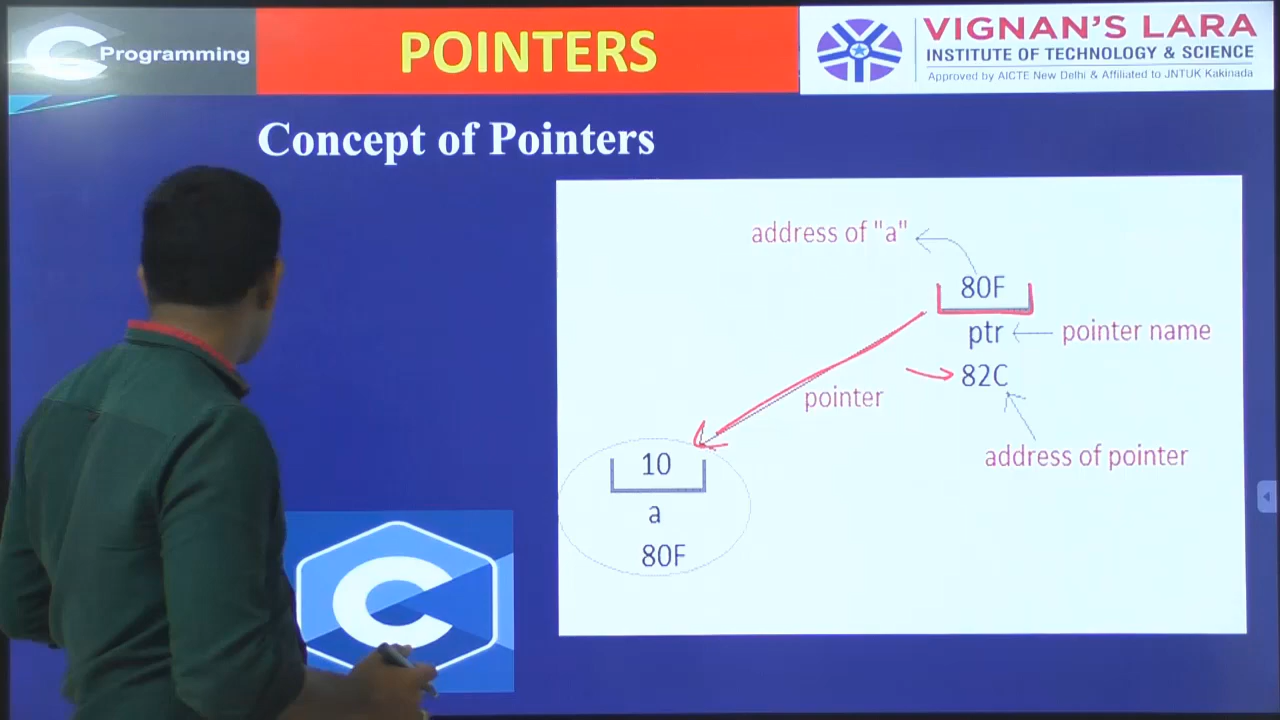 Programming
POINTERS
VIGNAN'S LARA
INSTITUTE OF TECHNOLOGY & SCIENCE
Approved by AICTE New Delhi & Affiliated to JNTUK Kakinada
Concept of Pointers
address of "a"
80F
ptr
pointer name
82C
pointer
address of pointer
10
a
80F